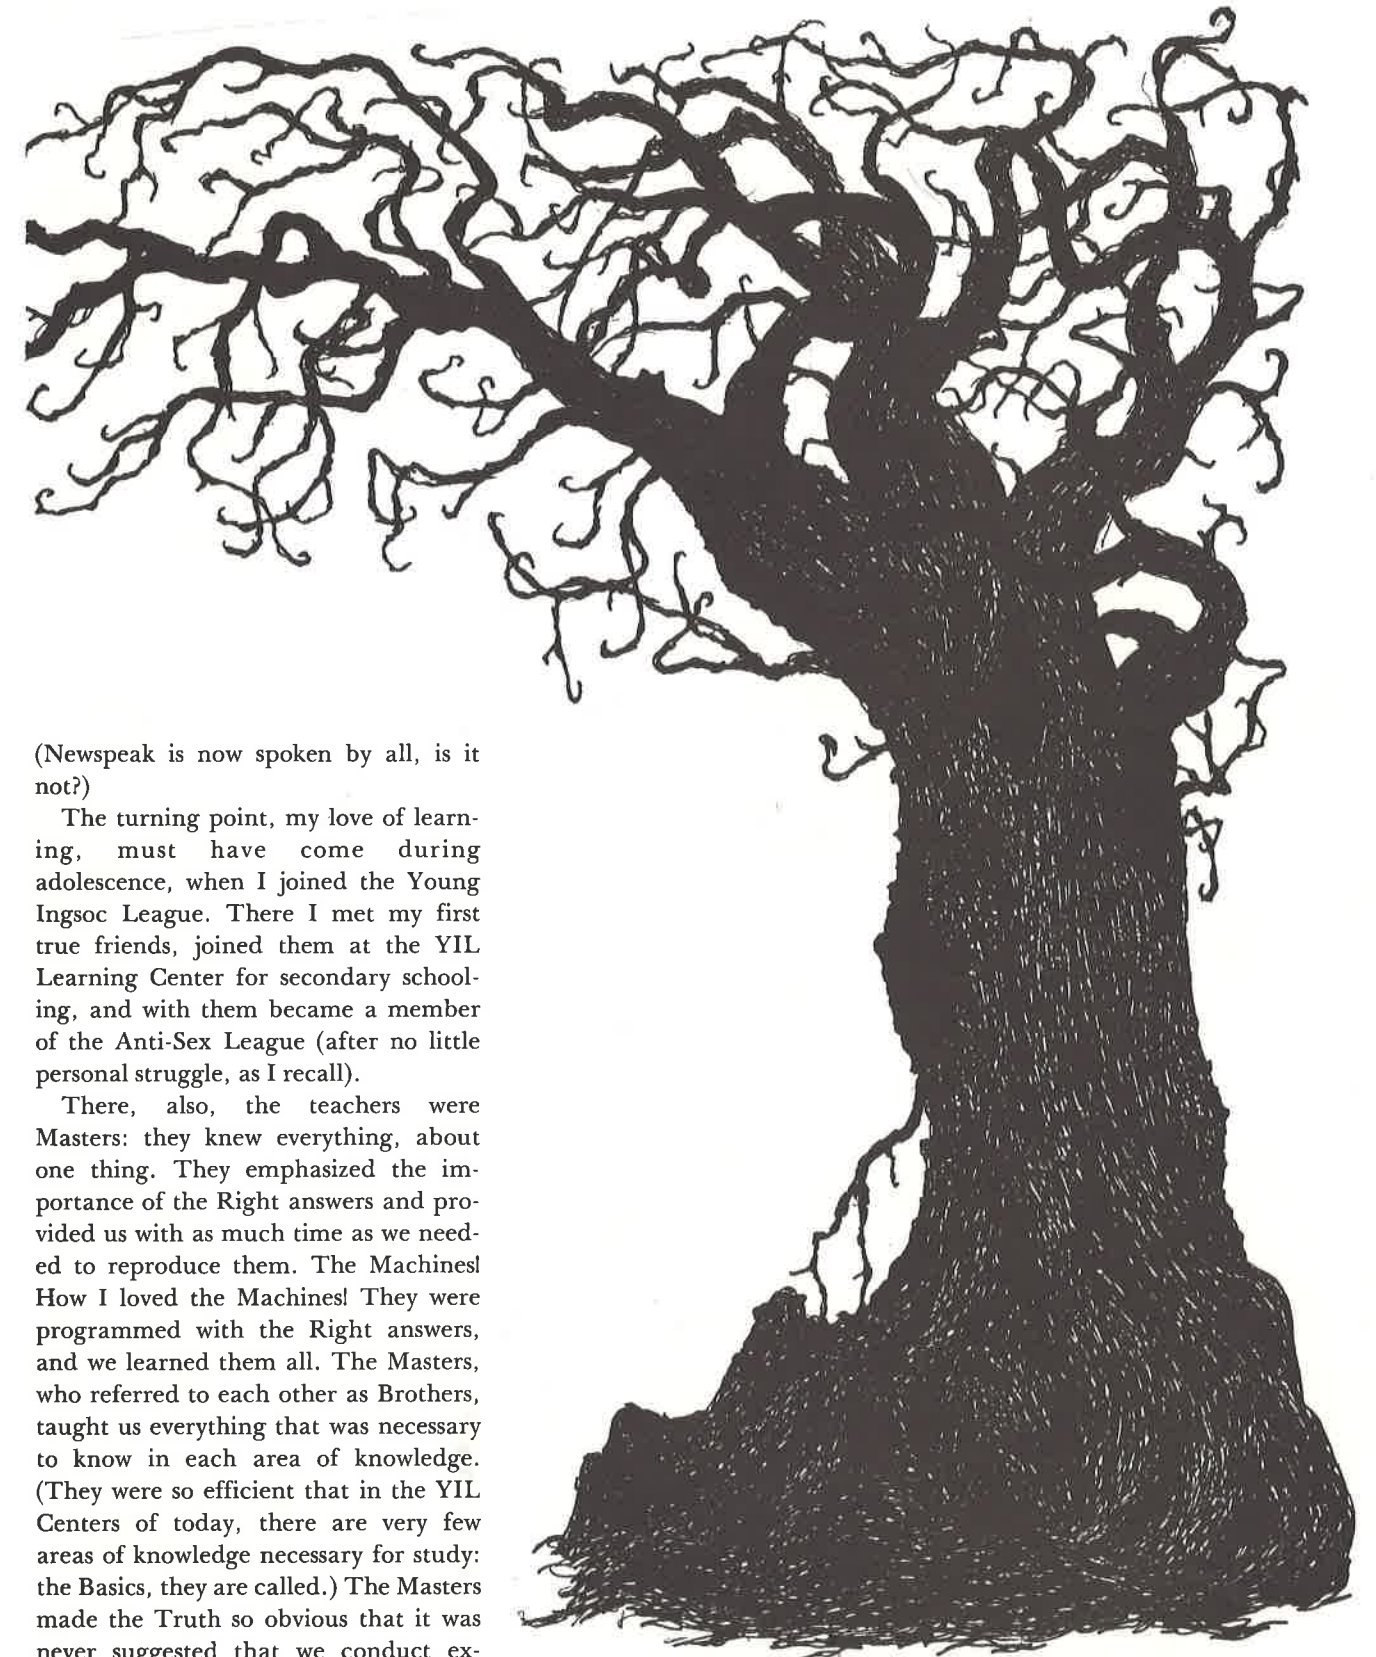 (Newspeak is now spoken by all, is it
not?)
The turning point, my love of learn-
ing, must have come during
adolescence, when I joined the Young
Ingsoc League. There I met my first
true friends, joined them at the YIL
Learning Center for secondary school-
ing, and with them became a member
of the Anti-Sex League (after no little
personal struggle, as I recall).
There, also, the teachers were
Masters: they knew everything, about
one thing. They emphasized the im-
portance of the Right answers and pro-
vided us with as much time as we need-
ed to reproduce them. The Machines!
How I loved the Machines! They were
programmed with the Right answers,
and we learned them all. The Masters,
who referred to each other as Brothers,
taught us everything that was necessary
to know in each area of knowledge.
(They were so efficient that in the YIL
Centers of today, there are very few
areas of knowledge necessary for study:
the Basics, they are called.) The Masters
made the Truth so obvious that it was
never suggested that we conduct ex-